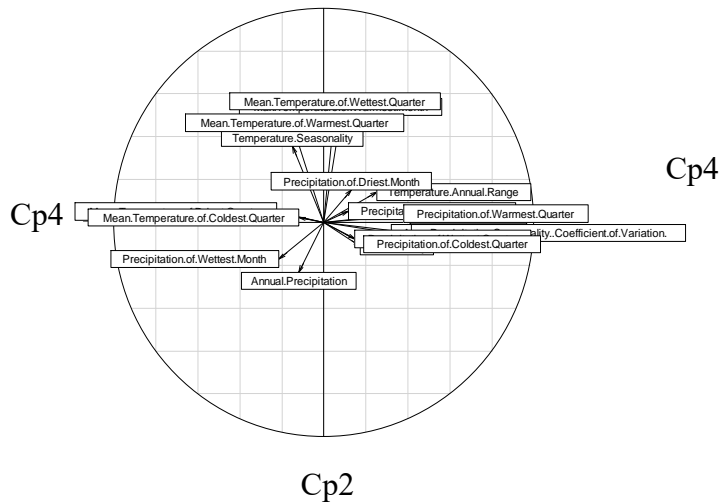 Mean.Temperature.of.Wettest.Quarter
Mean.Temperature.of.Warmest.Quarter
Temperature.Seasonality
Precipitation.of.Driest.Month
Temperature.Annual.Range
Cp4
Cp4
Precipitation.of.Warmest.Quarter
Mean.Temperature.of.Coldest.Quarter
.Coefficient.of.Variation.
Precipitation.of.Coldest.Quarter
Precipitation.of.Wettest.Month
Annual.Precipitation
Cp2